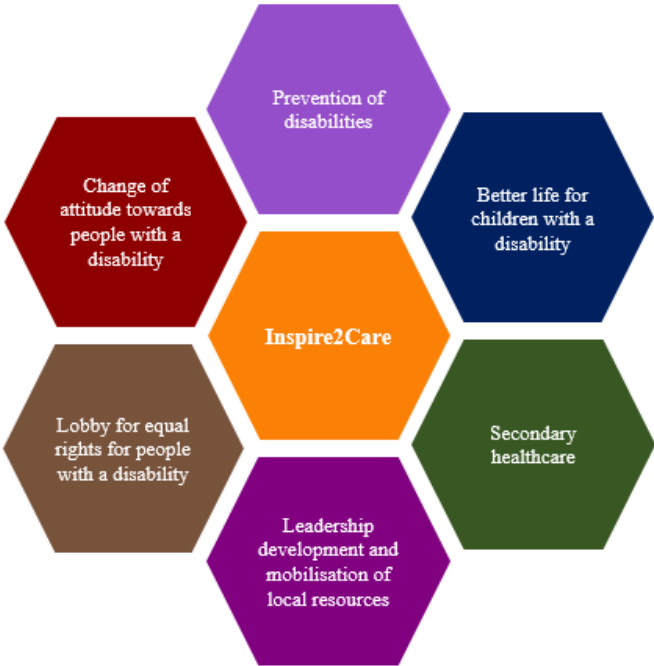 Prevention of
disabilities
Change of
attitude towards
people with a
disability
Better life for
children with a
disability
Inspire2Care
Lobby for equal
rights for people
with a disability
Secondary
healthcare
Leadership
development and
mobilisation of
local resources